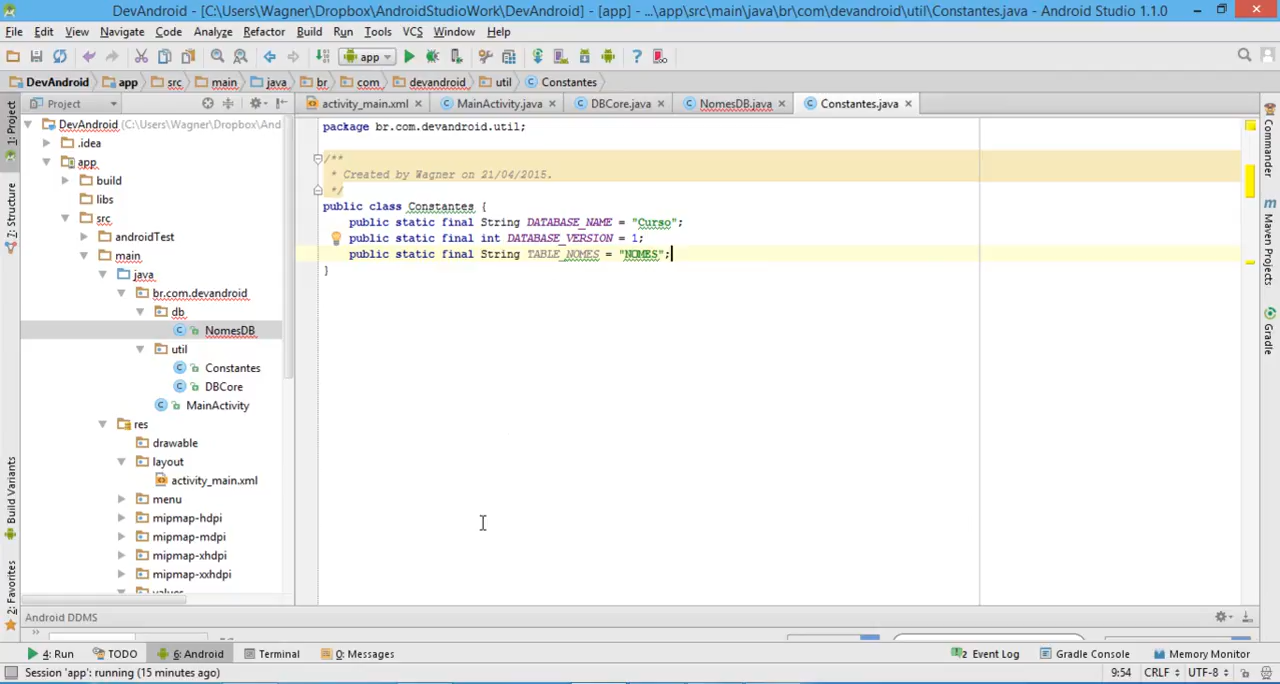 DevAndroid - [C:\Users\Wagner\Dropbox\AndroidStudioWork\DevAndroid] - [app] - ...\app\src\main\java\br\com\devandroid\util\Constantes.java - Android Studio 1.1.0
File Edit View Navigate Code Analyze Refactor Build Run Tools VCS Window Help
app
DevAndroid app src main java br com devandroid util Constantes
Project
activity_main.xml MainActivity.java DBCore.java NomesDB.java Constantes.java
1: Project
Z: Structure
Build Variants
2: Favorites
DevAndroid (C:\Users\Wagner\Dropbox\And
.idea
app
build
libs
src
androidTest
main
java
br.com.devandroid
db
NomesDB
util
Constantes
DBCore
MainActivity
res
drawable
layout
activity_main.xml
menu
mipmap-hdpi
mipmap-mdpi
mipmap-xhdpi
mipmap-xxhdpi
values
package br.com.devandroid.util;
/**
* Created by Wagner on 21/04/2015.
*/
public class Constantes {
public static final String DATABASE_NAME = "Curso";
public static final int DATABASE_VERSION = 1;
public static final String TABLE_NOMES = "NOMES";
}
Commander
Maven Projects
Gradle
Android DDMS
4: Run TODO 6: Android Terminal 0: Messages 2 Event Log Gradle Console Memory Monitor
Session 'app': running (15 minutes ago) 9:54 CRLF UTF-8